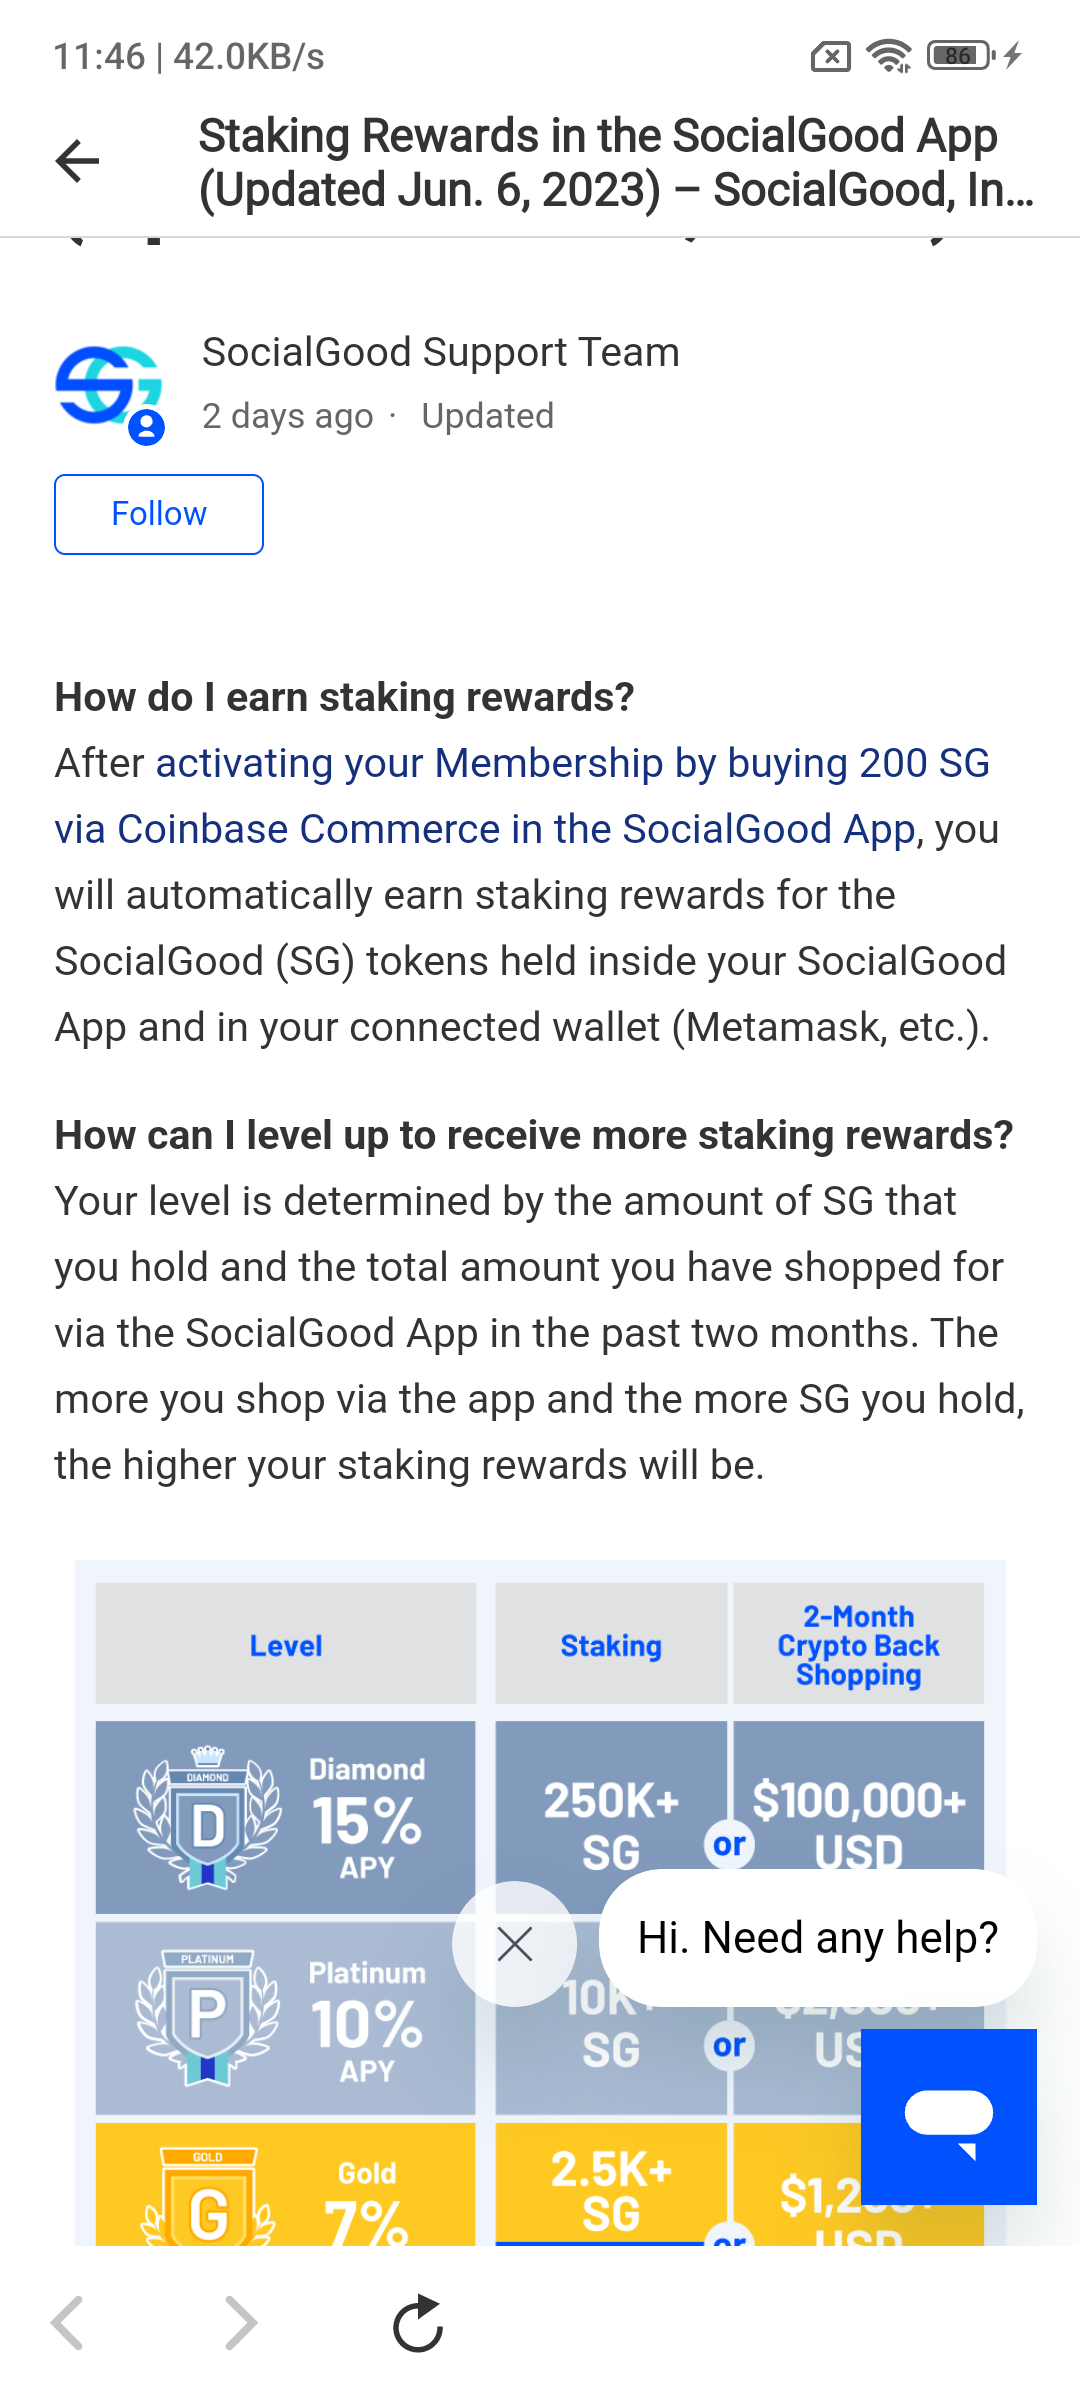 11:46 | 42.0KB/s
86
Staking Rewards in the SocialGood App
(Updated Jun. 6, 2023) – SocialGood, In...
SocialGood Support Team
2 days ago · Updated
Follow
How do I earn staking rewards?
After activating your Membership by buying 200 SG
via Coinbase Commerce in the SocialGood App, you
will automatically earn staking rewards for the
SocialGood (SG) tokens held inside your SocialGood
App and in your connected wallet (Metamask, etc.).
How can I level up to receive more staking rewards?
Your level is determined by the amount of SG that
you hold and the total amount you have shopped for
via the SocialGood App in the past two months. The
more you shop via the app and the more SG you hold,
the higher your staking rewards will be.
Level
Staking
2-Month
Crypto Back
Shopping
DIAMOND
D
Diamond
15%
APY
250K+
SG
or
$100,000+
USD
Hi. Need any help?
PLATINUM
P
Platinum
10%
APY
10K+
SG
or
GOLD
G
Gold
7%
2.5K+
SG
or
USD